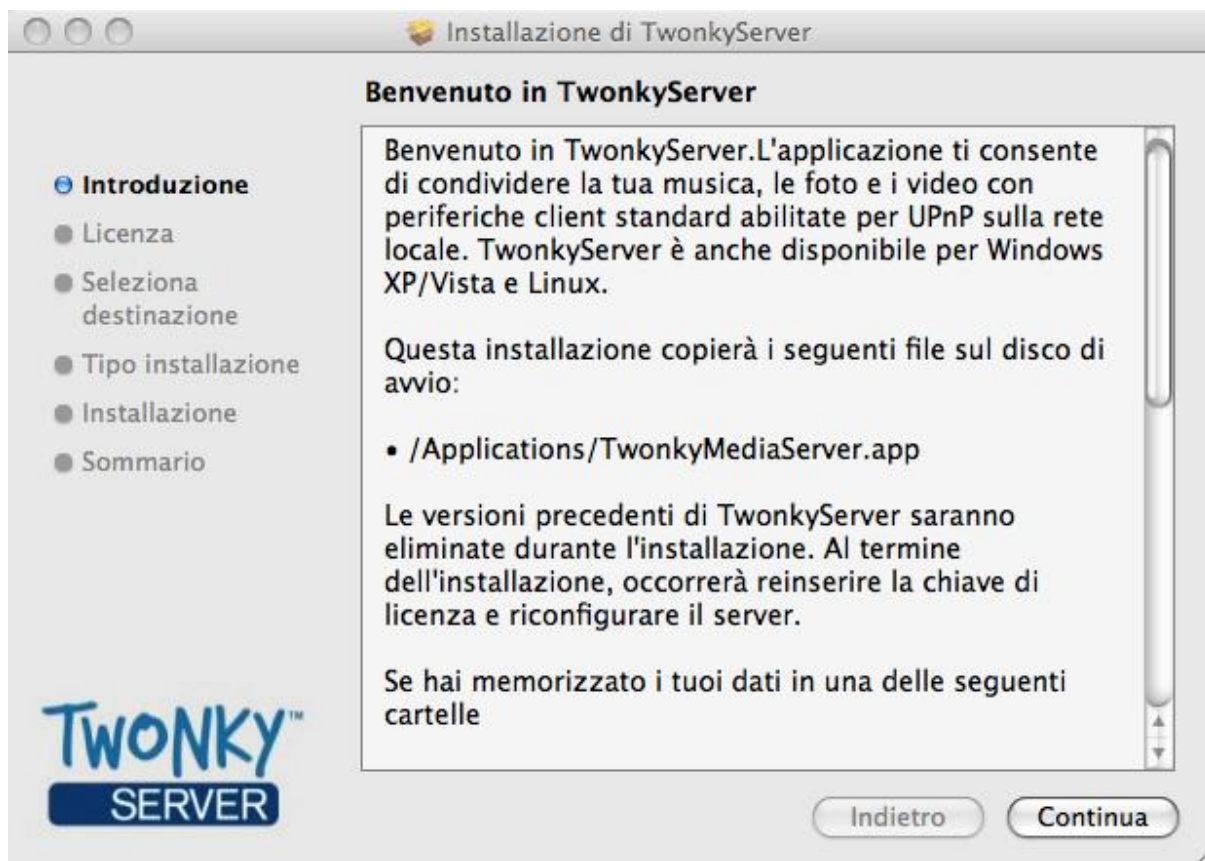 Installazione di TwonkyServer
Benvenuto in TwonkyServer
Introduzione
Licenza
Seleziona
destinazione
Tipo installazione
Installazione
Sommario
Benvenuto in TwonkyServer.L'applicazione ti consente
di condividere la tua musica, le foto e i video con
periferiche client standard abilitate per UPnP sulla rete
locale. TwonkyServer è anche disponibile per Windows
XP/Vista e Linux.
Questa installazione copierà i seguenti file sul disco di
avvio:
• /Applications/TwonkyMediaServer.app
Le versioni precedenti di TwonkyServer saranno
eliminate durante l'installazione. Al termine
dell'installazione, occorrerà reinserire la chiave di
licenza e riconfigurare il server.
Se hai memorizzato i tuoi dati in una delle seguenti
cartelle
TWONKY™
SERVER
Indietro
Continua